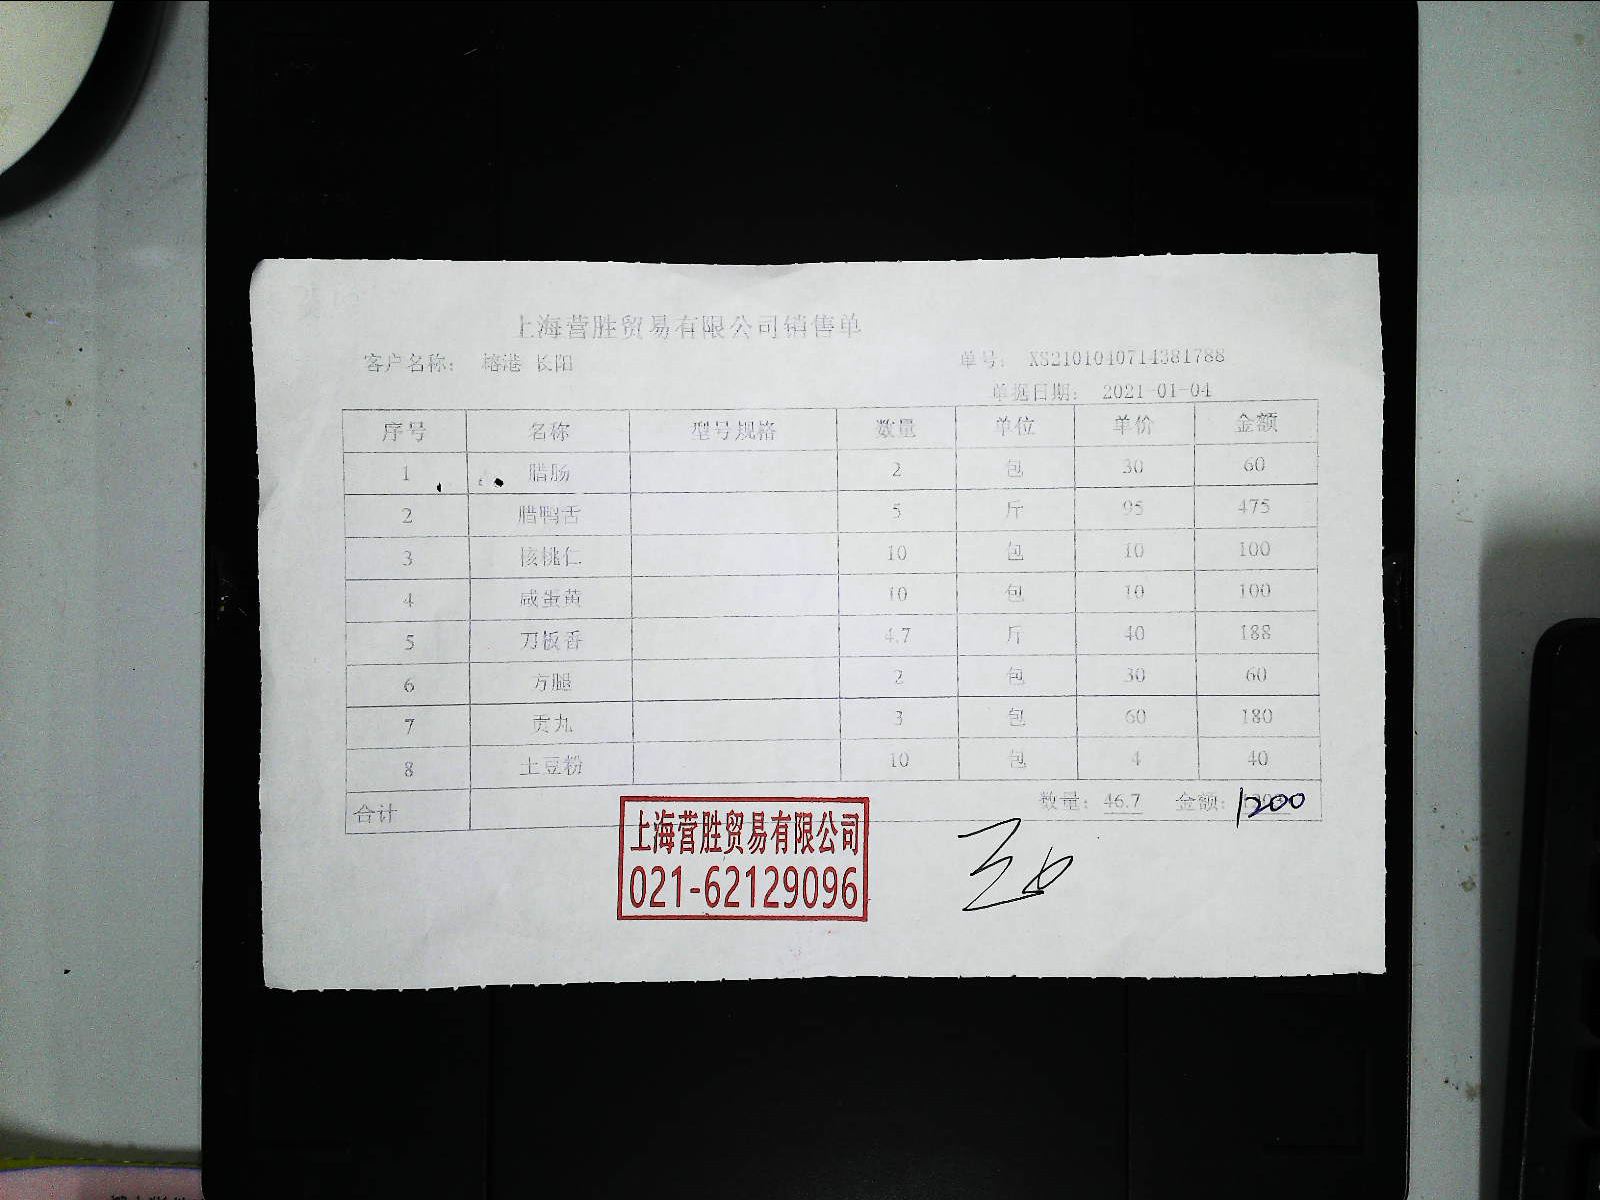 上海营胜贸易有限公司销售单
客户名称： 榕港 长阳 单号： XS2101040714381788
单据日期： 2021-01-04
序号 名称 型号规格 数量 单位 单价 金额
1 腊肠 2 包 30 60
2 腊鸭舌 5 斤 95 475
3 核桃仁 10 包 10 100
4 咸蛋黄 10 包 10 100
5 刀板香 4.7 斤 40 188
6 方腿 2 包 30 60
7 贡丸 3 包 60 180
8 土豆粉 10 包 4 40
合计 数量： 46.7 金额： 1200
上海营胜贸易有限公司
021-62129096